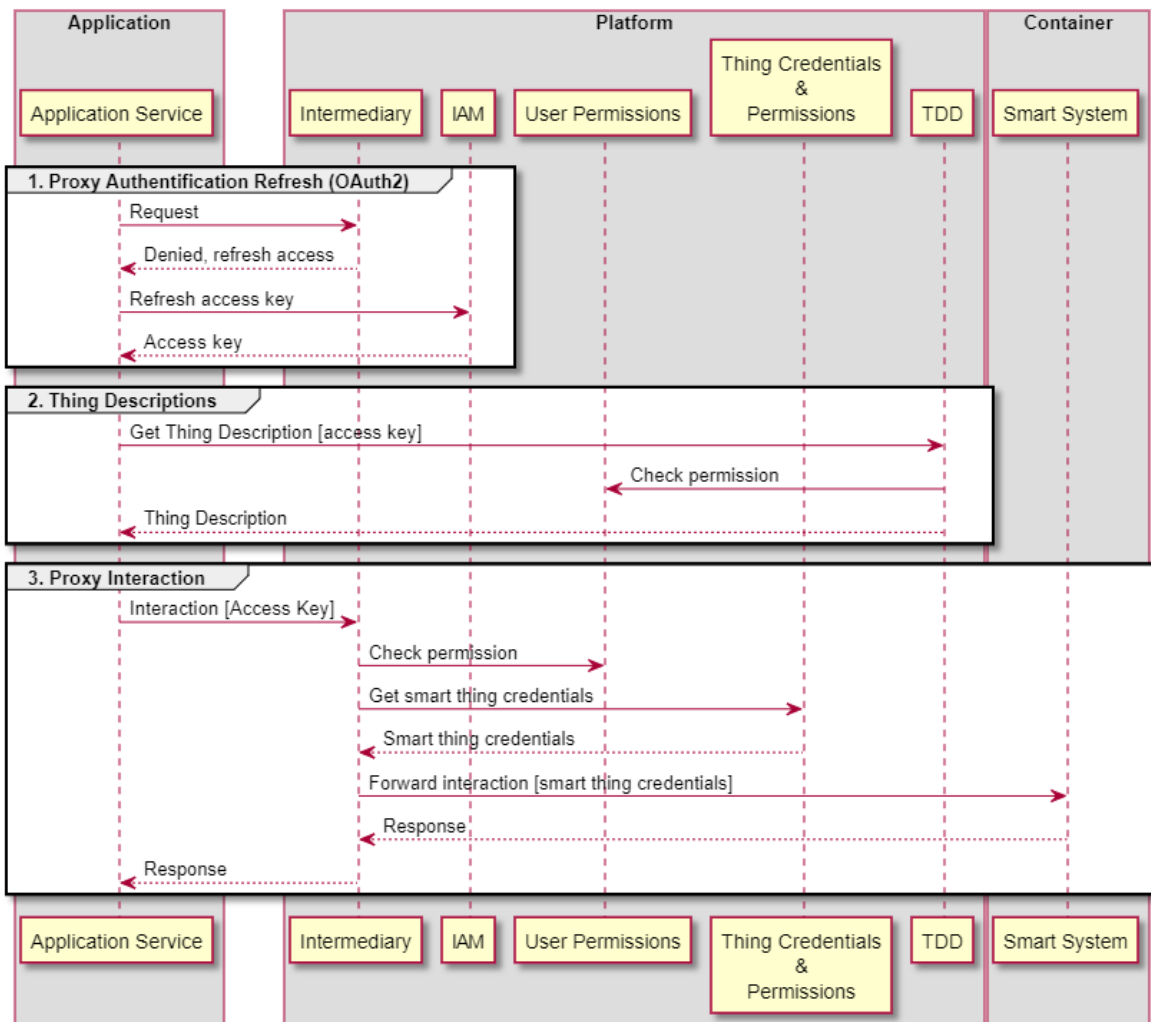 Application
Platform
Container
Thing Credentials
&
Permissions
Application Service
Intermediary
IAM
User Permissions
TDD
Smart System
1. Proxy Authentification Refresh (OAuth2)
Request
Denied, refresh access
Refresh access key
Access key
2. Thing Descriptions
Get Thing Description [access key]
Check permission
Thing Description
3. Proxy Interaction
Interaction [Access Key]
Check permission
Get smart thing credentials
Smart thing credentials
Forward interaction [smart thing credentials]
Response
Response
Application Service
Intermediary
IAM
User Permissions
Thing Credentials
&
Permissions
TDD
Smart System